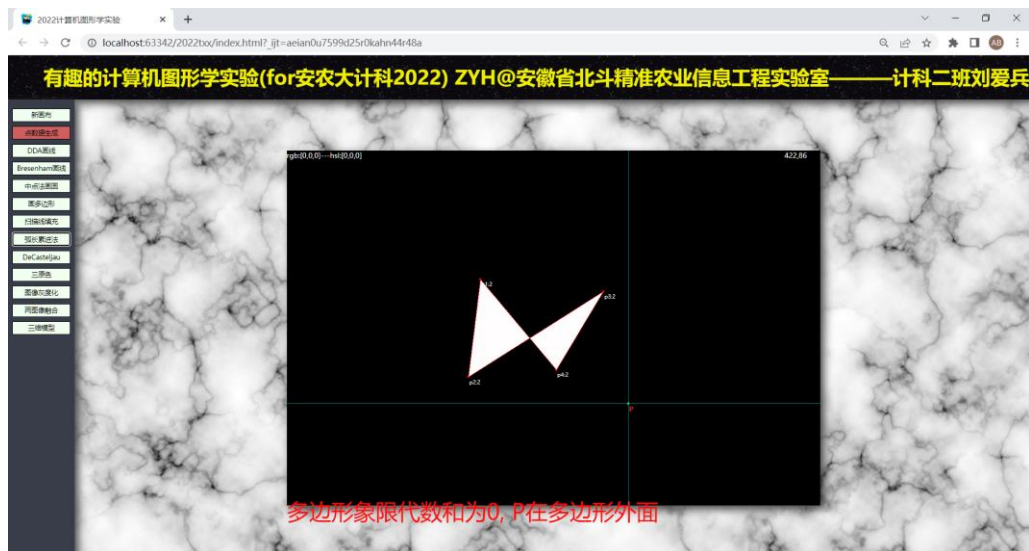 2022计算机图形学实验
localhost:63342/2022txx/index.html?_ijt=aeian0u7599d25r0kahn44r48a
AB
有趣的计算机图形学实验(for安农大计科2022) ZYH@安徽省北斗精准农业信息工程实验室———计科二班刘爱兵
新画布
点数据生成
DDA画线
Bresenham画线
中点法画圆
画多边形
扫描线填充
弧长累进法
DeCasteljau
三原色
图像灰度化
两图像融合
三维模型
rgb:[0,0,0]---hsl:[0,0,0]
422,86
p3:2
p4:2
p2:2
P
多边形象限代数和为0, P在多边形外面